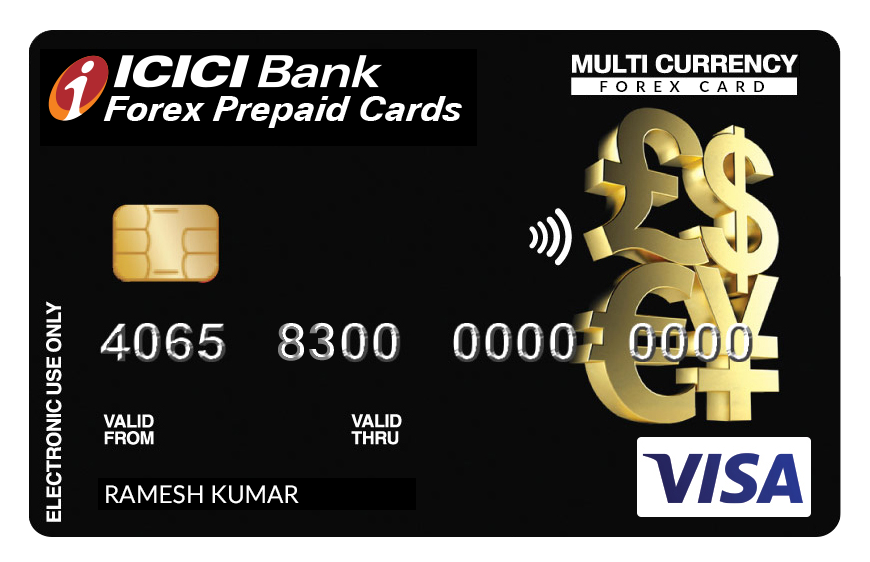 ICICI Bank
Forex Prepaid Cards
MULTI CURRENCY
FOREX CARD
4065 8300 0000 0000
VALID FROM
VALID THRU
ELECTRONIC USE ONLY
RAMESH KUMAR
VISA